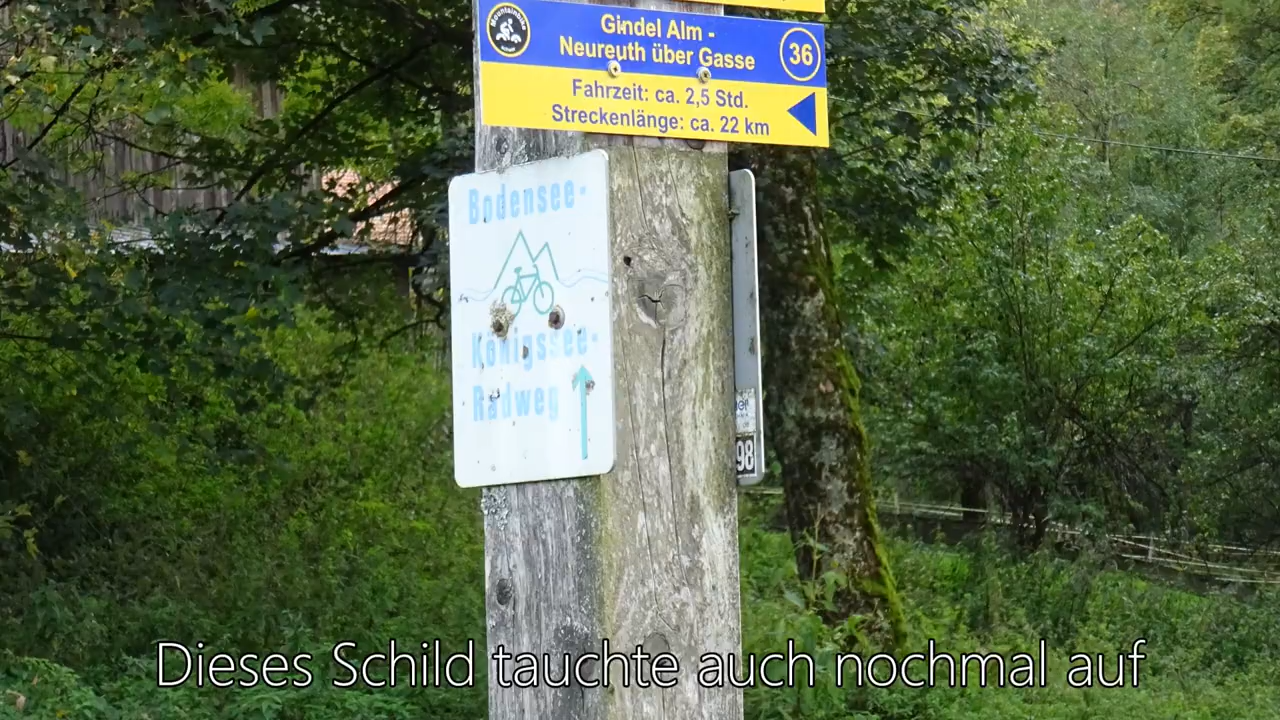 Mountainbike
Gindel Alm -
Neureuth über Gasse
36
Fahrzeit: ca. 2,5 Std.
Streckenlänge: ca. 22 km
Bodensee-
Königssee-
Radweg
98
Dieses Schild tauchte auch nochmal auf